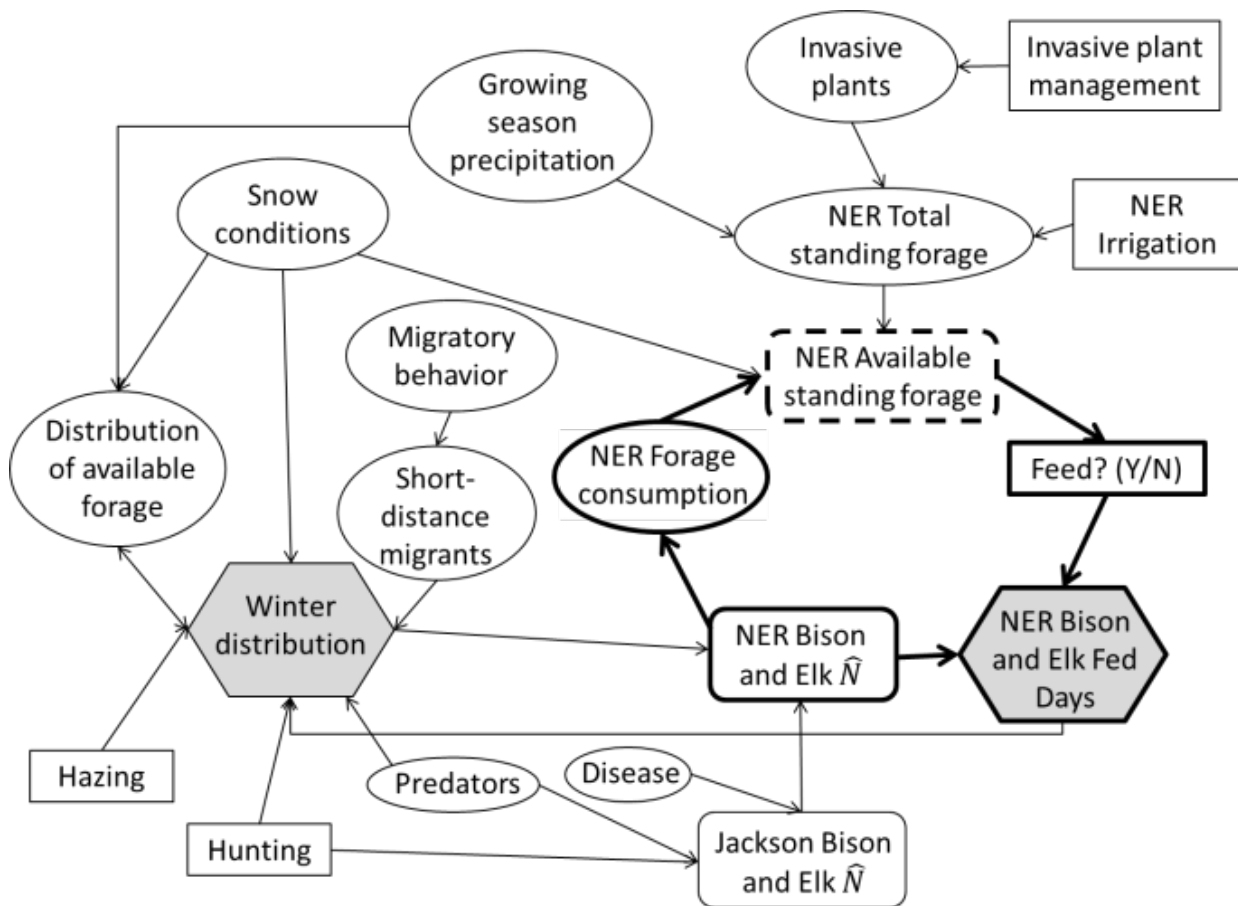 Invasive
plants
Invasive plant
management
Growing
season
precipitation
Snow
conditions
NER Total
standing forage
NER
Irrigation
Migratory
behavior
NER Available
standing forage
Distribution
of available
forage
Short-
distance
migrants
NER Forage
consumption
Feed? (Y/N)
Winter
distribution
NER Bison
and Elk N̂
NER Bison
and Elk Fed
Days
Hazing
Predators
Disease
Hunting
Jackson Bison
and Elk N̂